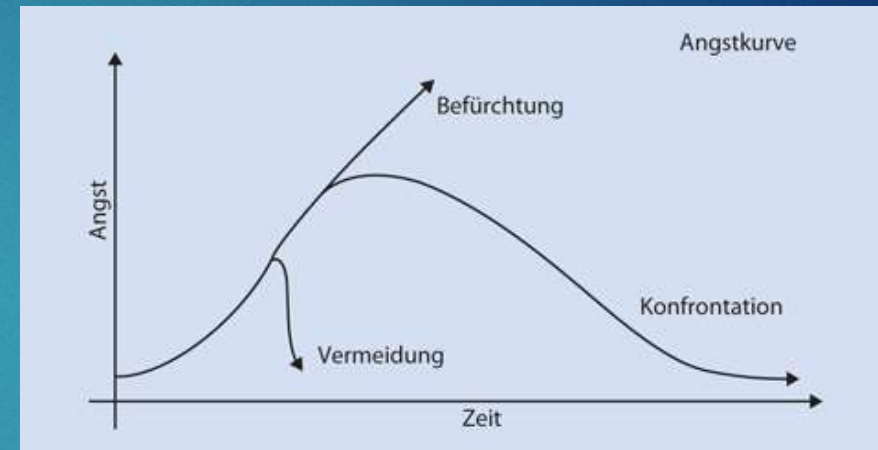 Angstkurve
Befürchtung
Angst
Konfrontation
Vermeidung
Zeit